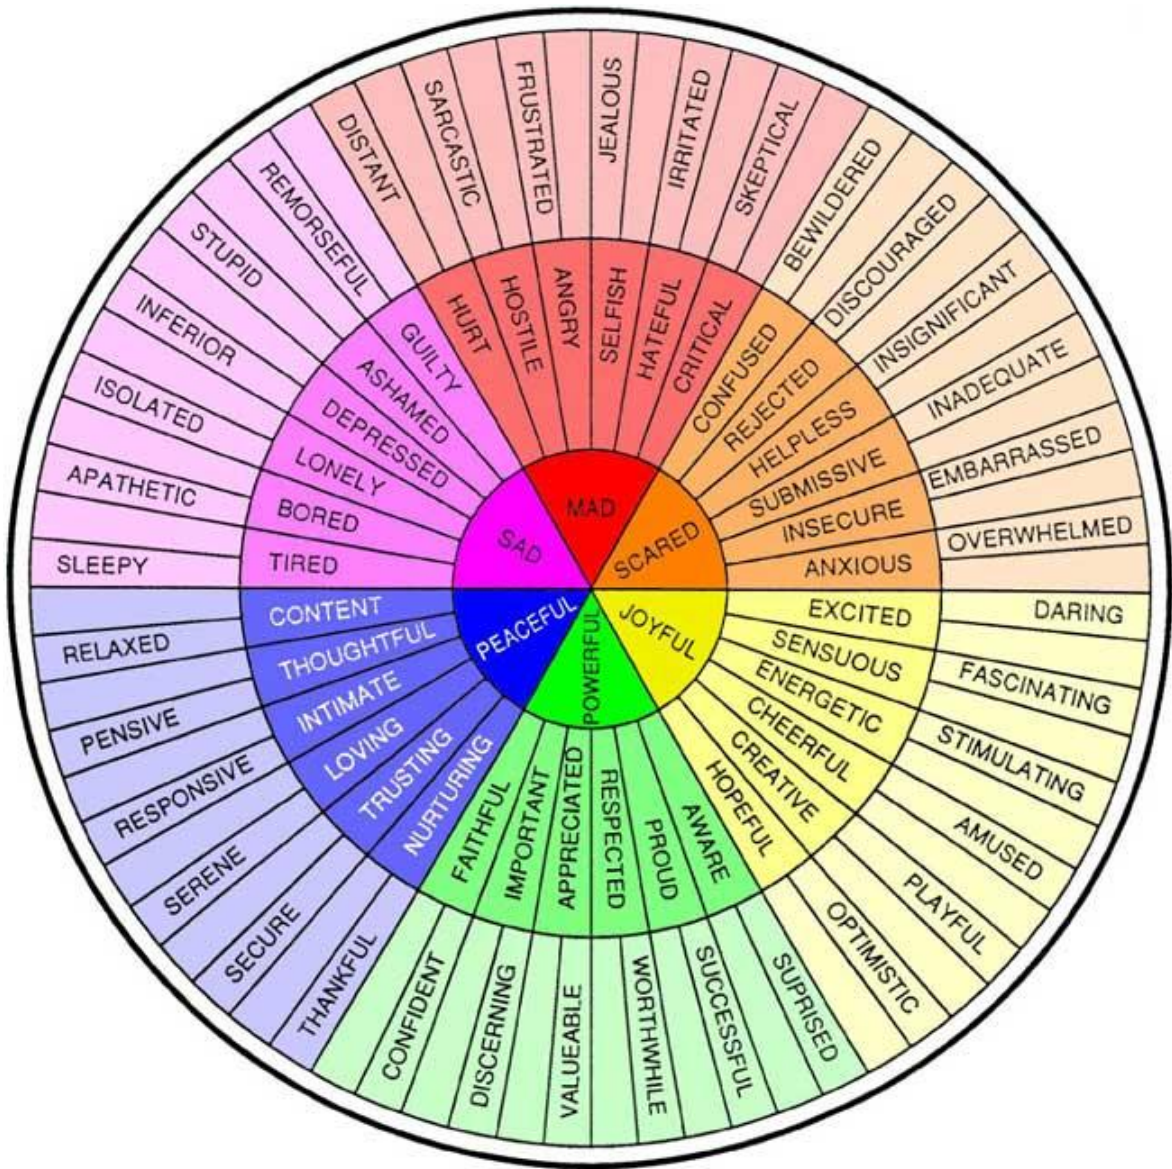 MAD
SCARED
JOYFUL
POWERFUL
PEACEFUL
SAD
HURT
HOSTILE
ANGRY
SELFISH
HATEFUL
CRITICAL
CONFUSED
REJECTED
HELPLESS
SUBMISSIVE
INSECURE
ANXIOUS
EXCITED
SENSUOUS
ENERGETIC
CHEERFUL
CREATIVE
HOPEFUL
AWARE
PROUD
RESPECTED
APPRECIATED
IMPORTANT
FAITHFUL
NURTURING
TRUSTING
LOVING
INTIMATE
THOUGHTFUL
CONTENT
TIRED
BORED
LONELY
DEPRESSED
ASHAMED
GUILTY
DISTANT
SARCASTIC
FRUSTRATED
JEALOUS
IRRITATED
SKEPTICAL
BEWILDERED
DISCOURAGED
INSIGNIFICANT
INADEQUATE
EMBARRASSED
OVERWHELMED
DARING
FASCINATING
STIMULATING
AMUSED
PLAYFUL
OPTIMISTIC
SUPRISED
SUCCESSFUL
WORTHWHILE
VALUEABLE
DISCERNING
CONFIDENT
THANKFUL
SECURE
SERENE
RESPONSIVE
PENSIVE
RELAXED
SLEEPY
APATHETIC
ISOLATED
INFERIOR
STUPID
REMORSEFUL